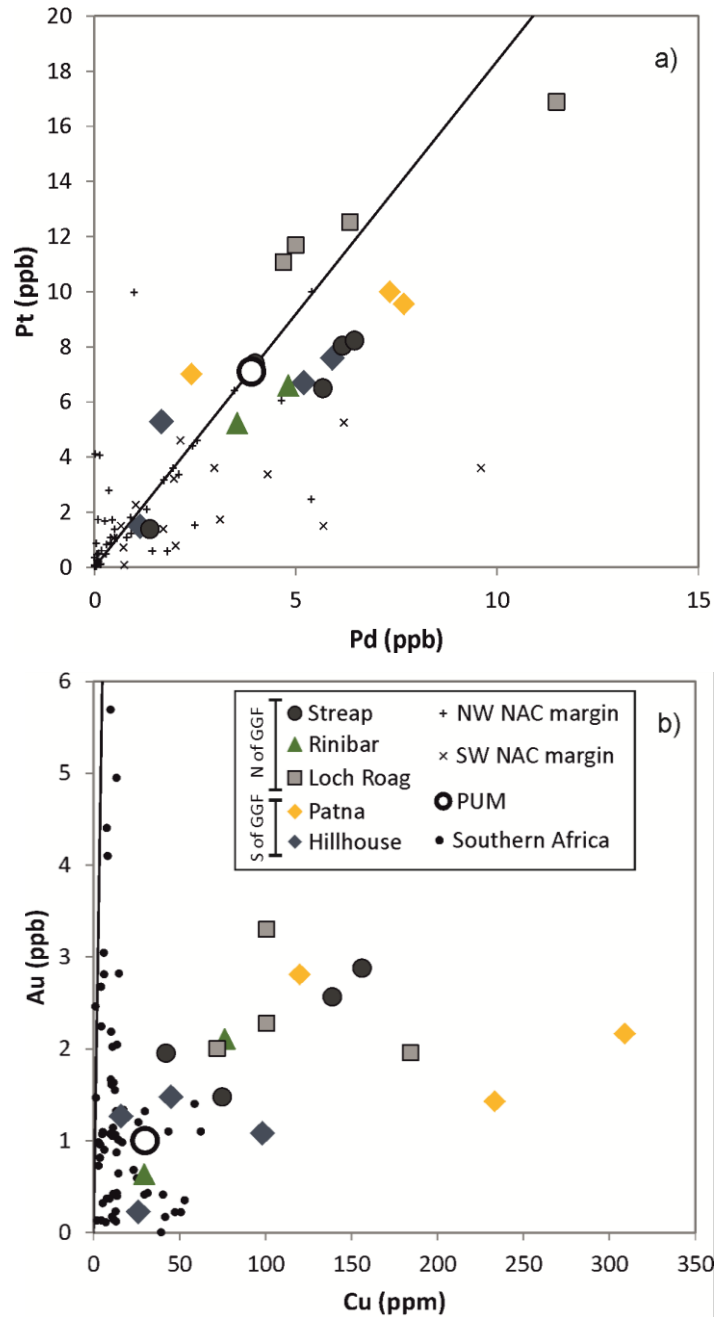 a)
20
18
16
14
12
10
8
6
4
2
0
Pt (ppb)
0 5 10 15
Pd (ppb)
b)
6
5
4
3
2
1
0
Au (ppb)
N of GGF
Streap
Rinibar
Loch Roag
S of GGF
Patna
Hillhouse
NW NAC margin
SW NAC margin
PUM
Southern Africa
0 50 100 150 200 250 300 350
Cu (ppm)